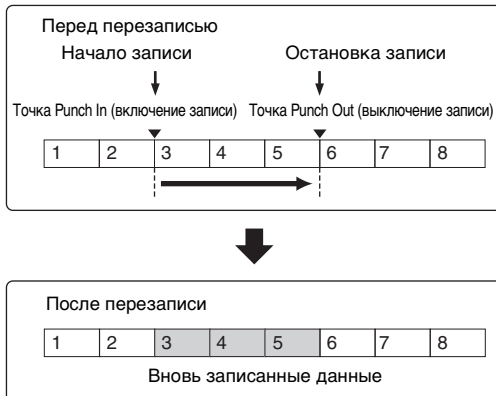 Перед перезаписью
Начало записи Остановка записи
Точка Punch In (включение записи) Точка Punch Out (выключение записи)
1 2 3 4 5 6 7 8
После перезаписи
1 2 3 4 5 6 7 8
Вновь записанные данные